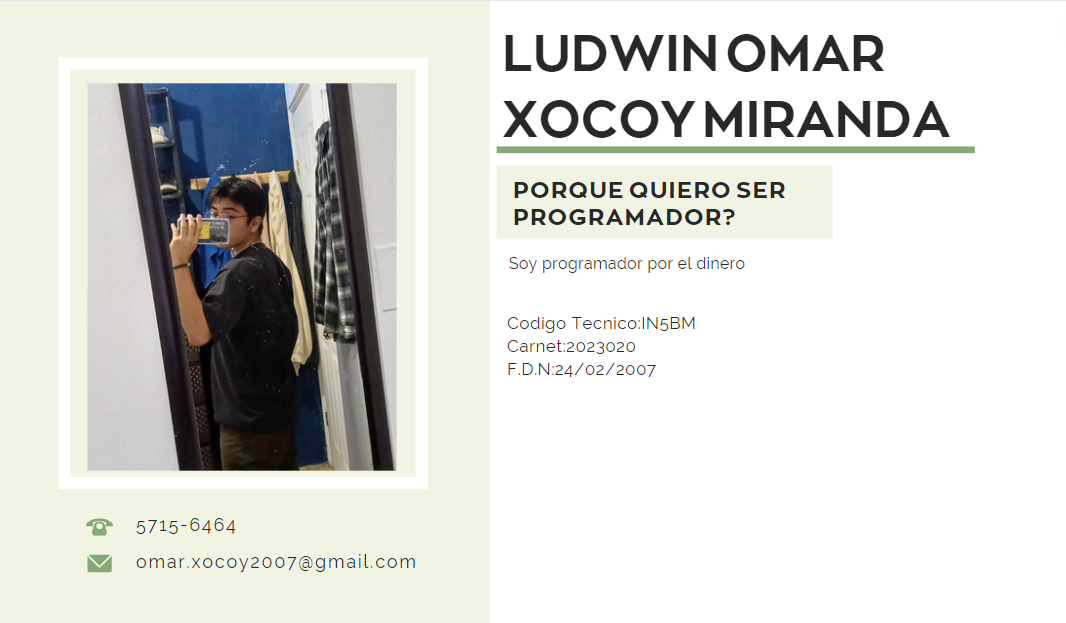 LUDWIN OMAR
XOCOY MIRANDA
PORQUE QUIERO SER
PROGRAMADOR?
Soy programador por el dinero
Codigo Tecnico:IN5BM
Carnet:2023020
F.D.N:24/02/2007
5715-6464
omar.xocoy2007@gmail.com